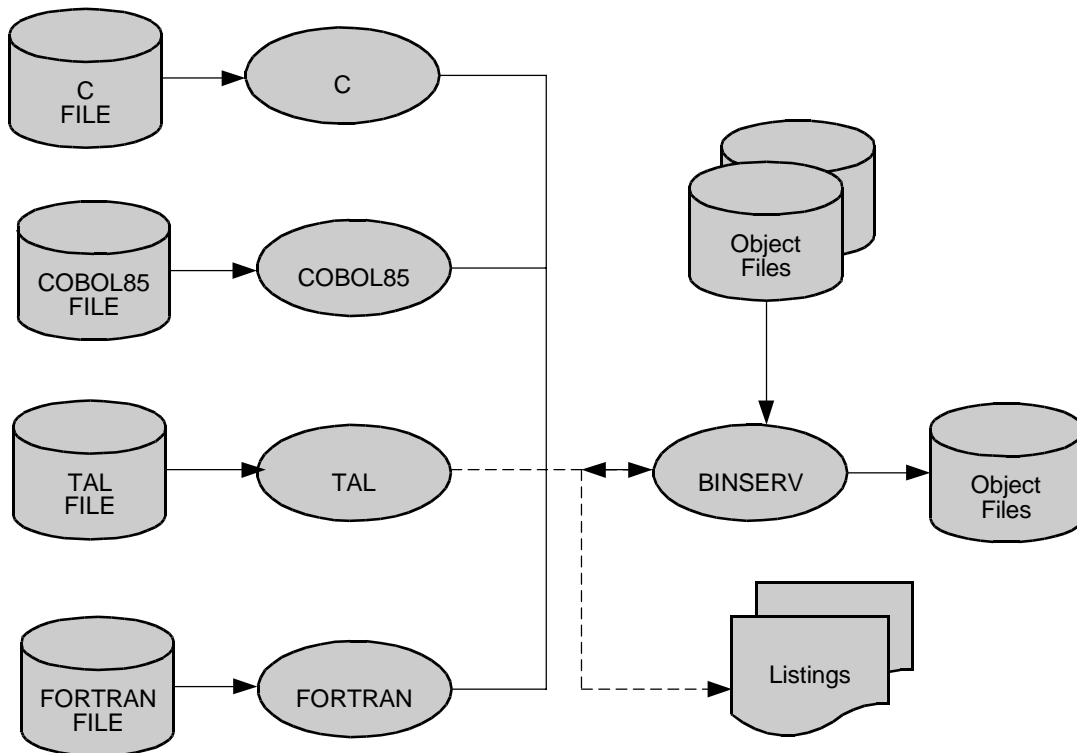 C
FILE
C
COBOL85
FILE
COBOL85
TAL
FILE
TAL
FORTRAN
FILE
FORTRAN
Object
Files
BINSERV
Object
Files
Listings